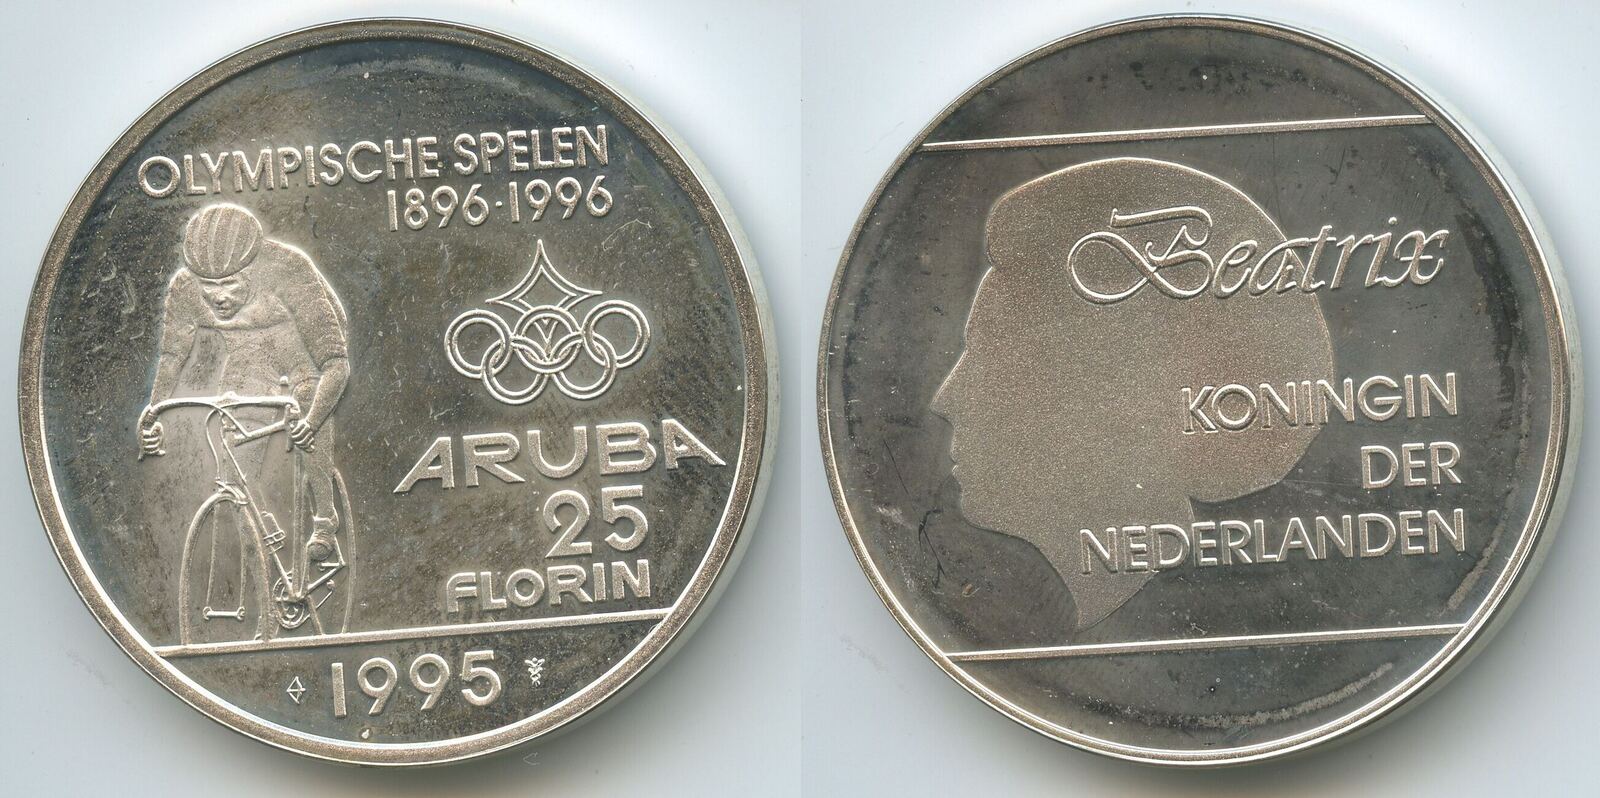 OLYMPISCHE SPELEN
1896·1996
ARUBA
25
FLORIN
1995
Beatrix
KONINGIN
DER
NEDERLANDEN